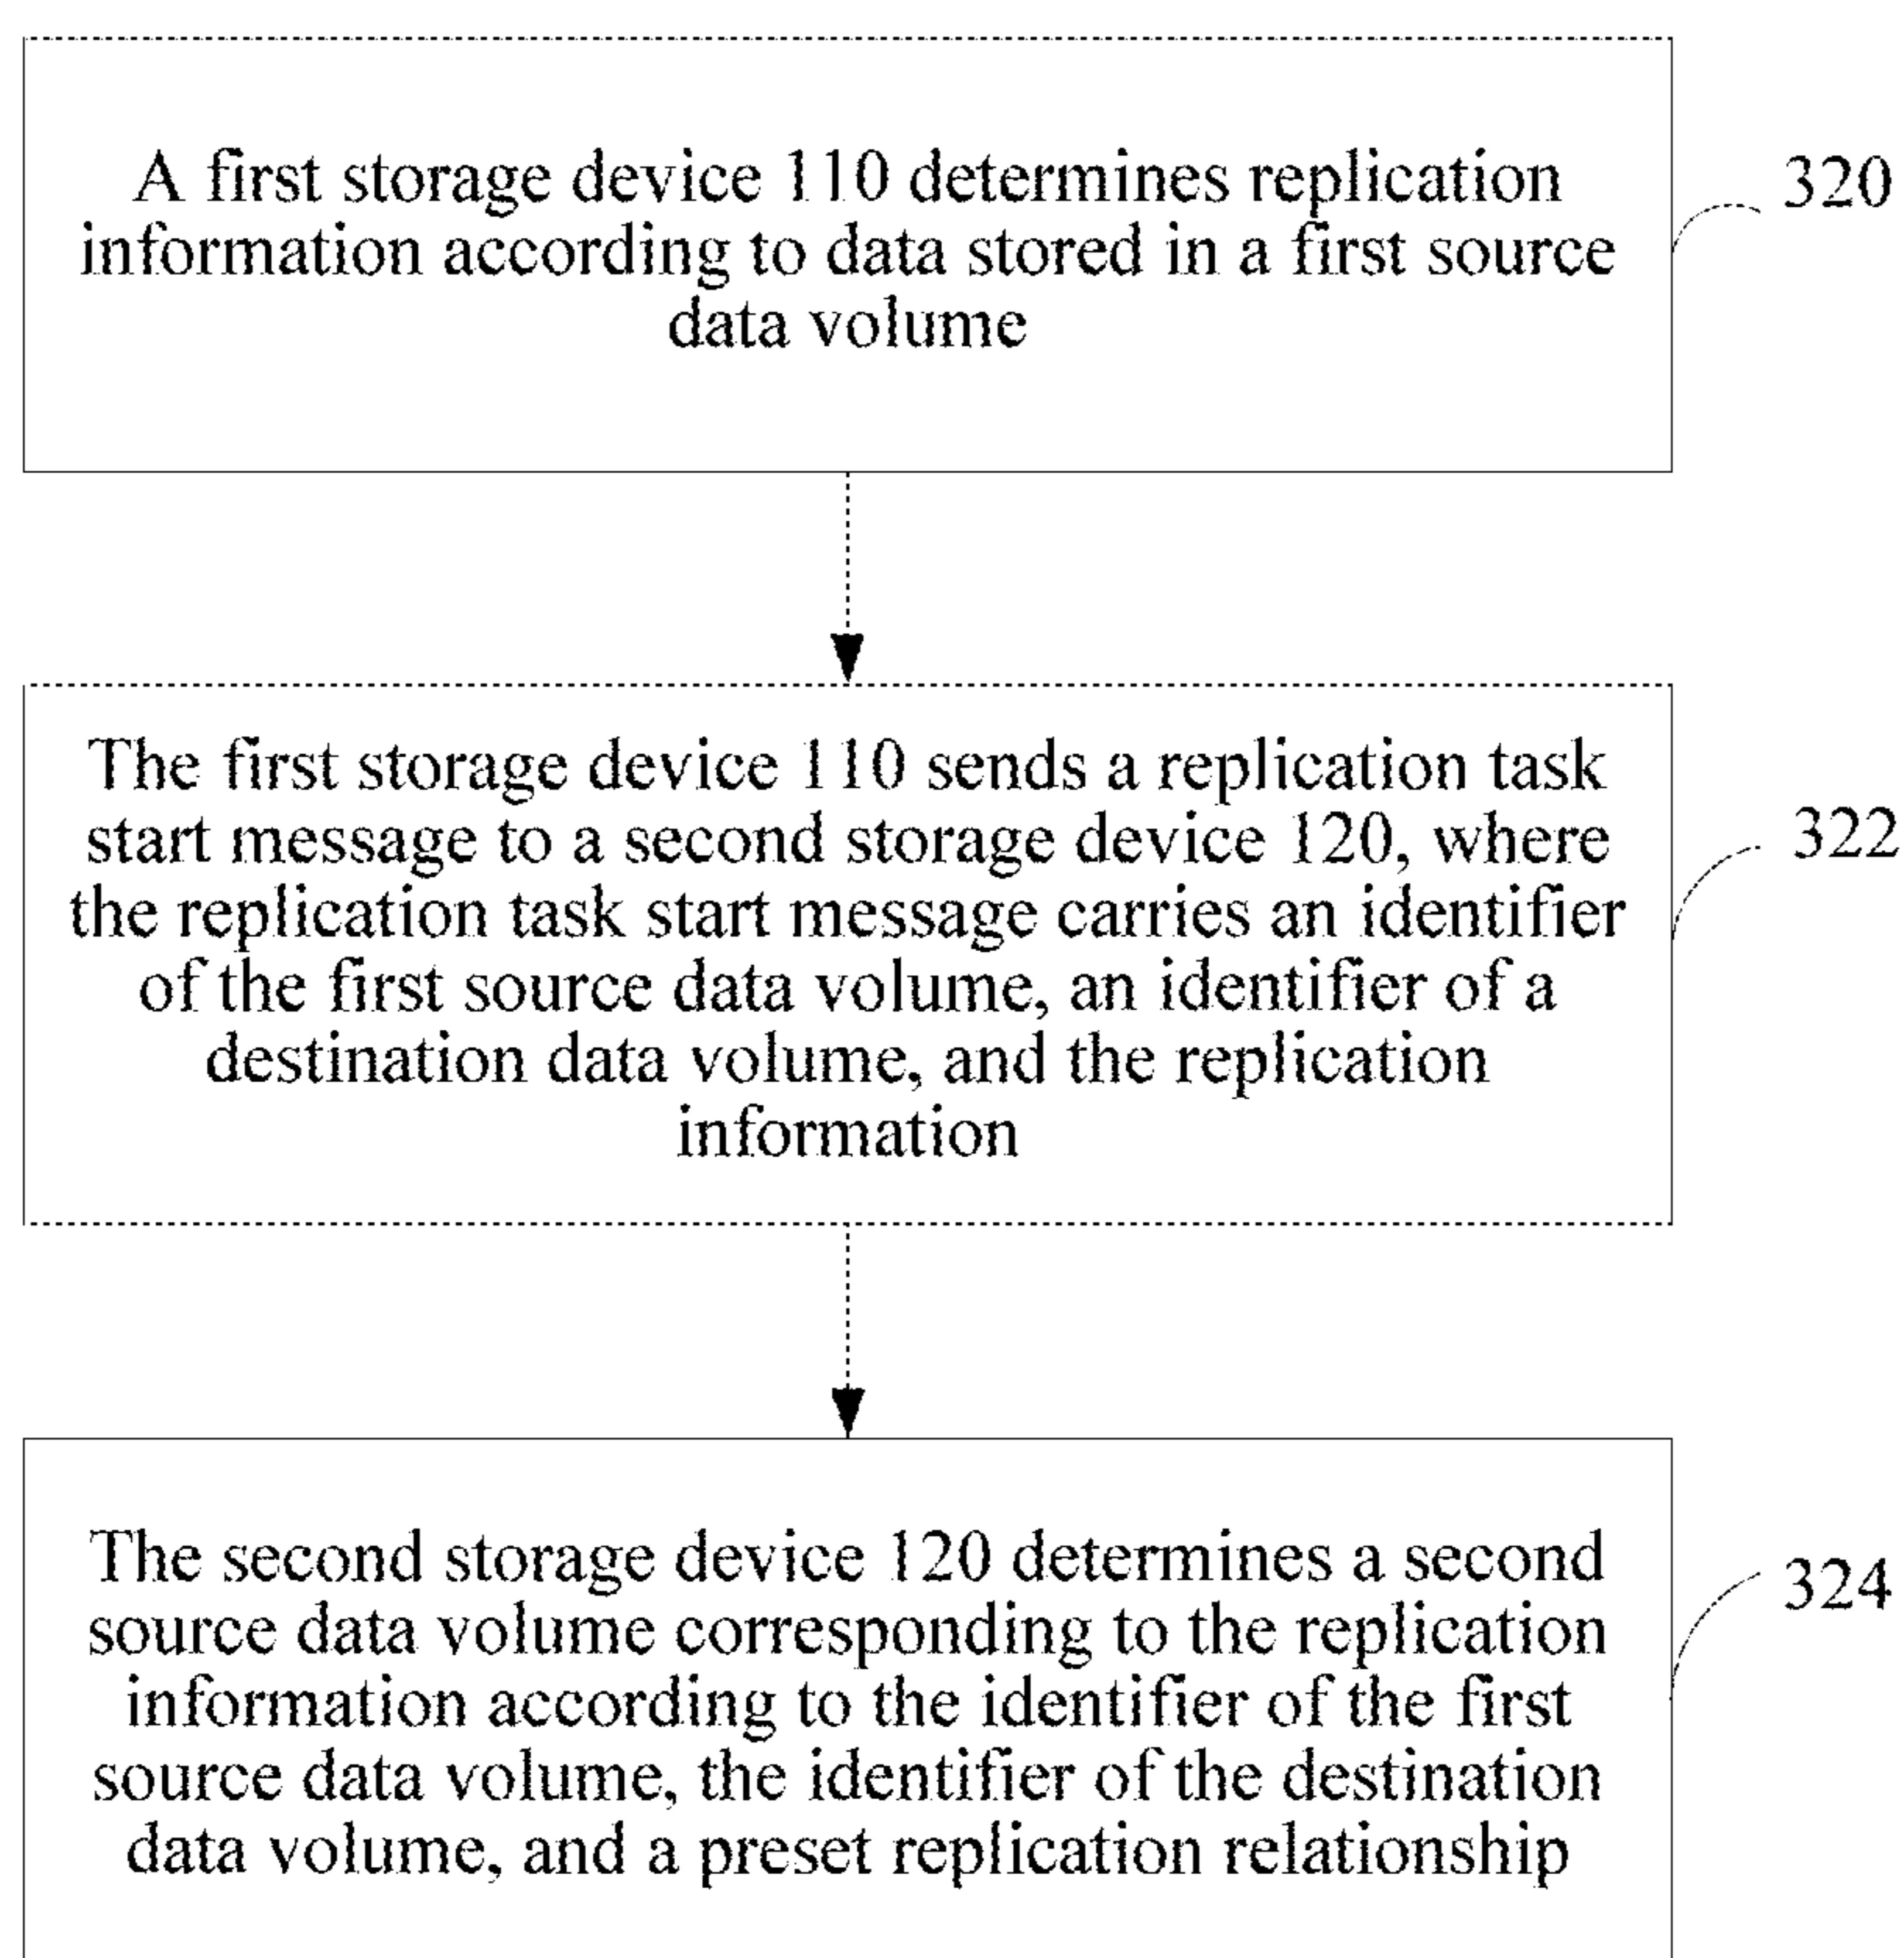 A first storage device 110 determines replication
information according to data stored in a first source
data volume
320
The first storage device 110 sends a replication task
start message to a second storage device 120, where
the replication task start message carries an identifier
of the first source data volume, an identifier of a
destination data volume, and the replication
information
322
The second storage device 120 determines a second
source data volume corresponding to the replication
information according to the identifier of the first
source data volume, the identifier of the destination
data volume, and a preset replication relationship
324